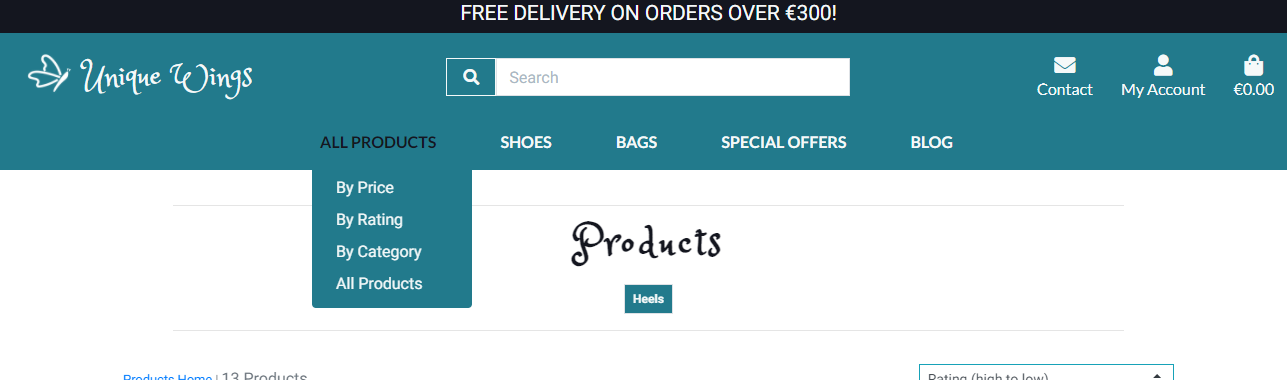 FREE DELIVERY ON ORDERS OVER €300!
Unique Wings
Search
Contact
My Account
€0.00
ALL PRODUCTS
SHOES
BAGS
SPECIAL OFFERS
BLOG
By Price
By Rating
By Category
All Products
Products
Heels
Products Home | 13 Products
Rating (high to low)